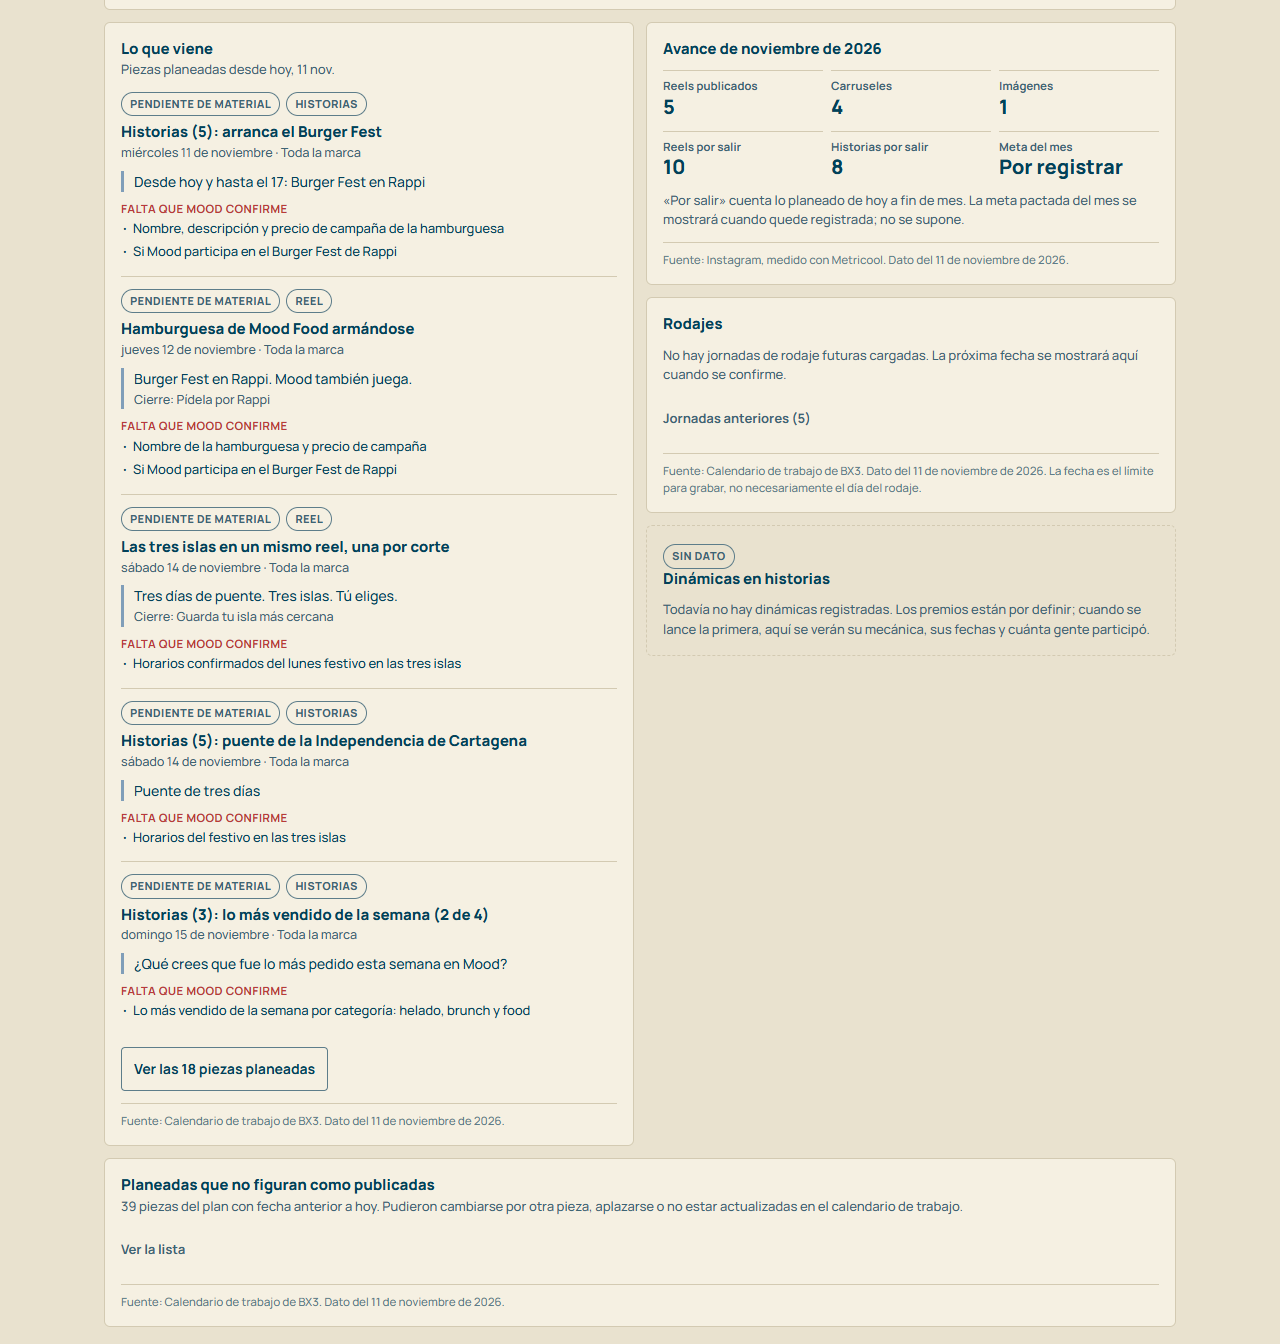 Lo que viene
Piezas planeadas desde hoy, 11 nov.
PENDIENTE DE MATERIAL
HISTORIAS
Historias (5): arranca el Burger Fest
miércoles 11 de noviembre · Toda la marca
Desde hoy y hasta el 17: Burger Fest en Rappi
FALTA QUE MOOD CONFIRME
· Nombre, descripción y precio de campaña de la hamburguesa
· Si Mood participa en el Burger Fest de Rappi
PENDIENTE DE MATERIAL
REEL
Hamburguesa de Mood Food armándose
jueves 12 de noviembre · Toda la marca
Burger Fest en Rappi. Mood también juega.
Cierre: Pídela por Rappi
FALTA QUE MOOD CONFIRME
· Nombre de la hamburguesa y precio de campaña
· Si Mood participa en el Burger Fest de Rappi
PENDIENTE DE MATERIAL
REEL
Las tres islas en un mismo reel, una por corte
sábado 14 de noviembre · Toda la marca
Tres días de puente. Tres islas. Tú eliges.
Cierre: Guarda tu isla más cercana
FALTA QUE MOOD CONFIRME
· Horarios confirmados del lunes festivo en las tres islas
PENDIENTE DE MATERIAL
HISTORIAS
Historias (5): puente de la Independencia de Cartagena
sábado 14 de noviembre · Toda la marca
Puente de tres días
FALTA QUE MOOD CONFIRME
· Horarios del festivo en las tres islas
PENDIENTE DE MATERIAL
HISTORIAS
Historias (3): lo más vendido de la semana (2 de 4)
domingo 15 de noviembre · Toda la marca
¿Qué crees que fue lo más pedido esta semana en Mood?
FALTA QUE MOOD CONFIRME
· Lo más vendido de la semana por categoría: helado, brunch y food
Ver las 18 piezas planeadas
Fuente: Calendario de trabajo de BX3. Dato del 11 de noviembre de 2026.
Avance de noviembre de 2026
Reels publicados
5
Carruseles
4
Imágenes
1
Reels por salir
10
Historias por salir
8
Meta del mes
Por registrar
«Por salir» cuenta lo planeado de hoy a fin de mes. La meta pactada del mes se
mostrará cuando quede registrada; no se supone.
Fuente: Instagram, medido con Metricool. Dato del 11 de noviembre de 2026.
Rodajes
No hay jornadas de rodaje futuras cargadas. La próxima fecha se mostrará aquí
cuando se confirme.
Jornadas anteriores (5)
Fuente: Calendario de trabajo de BX3. Dato del 11 de noviembre de 2026. La fecha es el límite
para grabar, no necesariamente el día del rodaje.
SIN DATO
Dinámicas en historias
Todavía no hay dinámicas registradas. Los premios están por definir; cuando se
lance la primera, aquí se verán su mecánica, sus fechas y cuánta gente participó.
Planeadas que no figuran como publicadas
39 piezas del plan con fecha anterior a hoy. Pudieron cambiarse por otra pieza, aplazarse o no estar actualizadas en el calendario de trabajo.
Ver la lista
Fuente: Calendario de trabajo de BX3. Dato del 11 de noviembre de 2026.